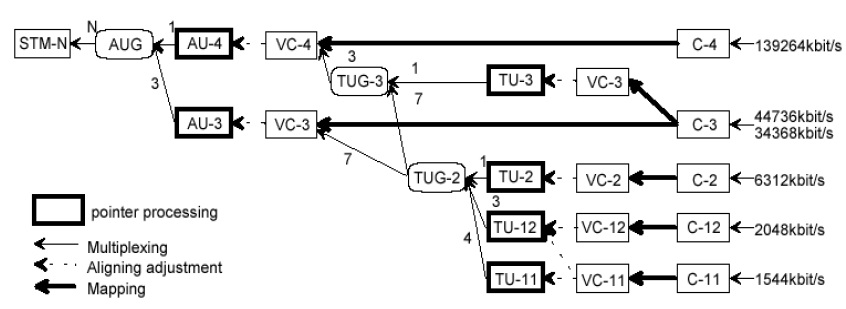 N
1
STM-N AUG AU-4 VC-4 C-4 139264kbit/s
3
TUG-3 1 TU-3 VC-3
3 7
44736kbit/s
AU-3 VC-3 C-3
34368kbit/s
7
TUG-2 1 TU-2 VC-2 C-2 6312kbit/s
3
pointer processing
TU-12 VC-12 C-12 2048kbit/s
4
Multiplexing
Aligning adjustment
TU-11 VC-11 C-11 1544kbit/s
Mapping